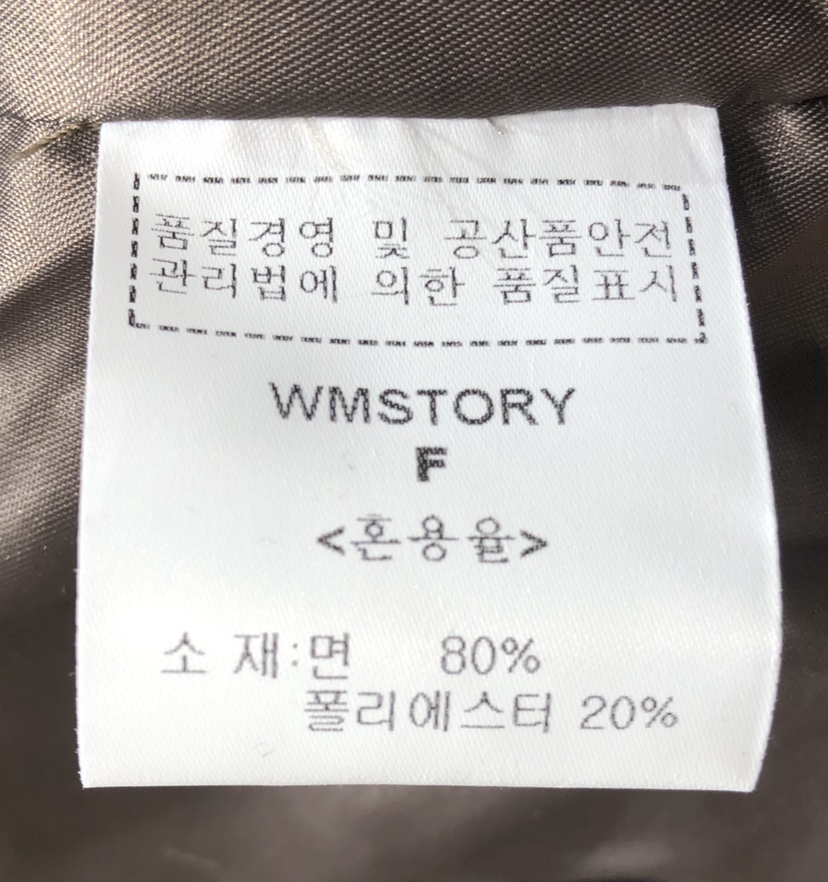 품질경영 및 공산품안전
관리법에 의한 품질표시
WMSTORY
F
<혼용율>
소 재:면 80%
폴리에스터 20%